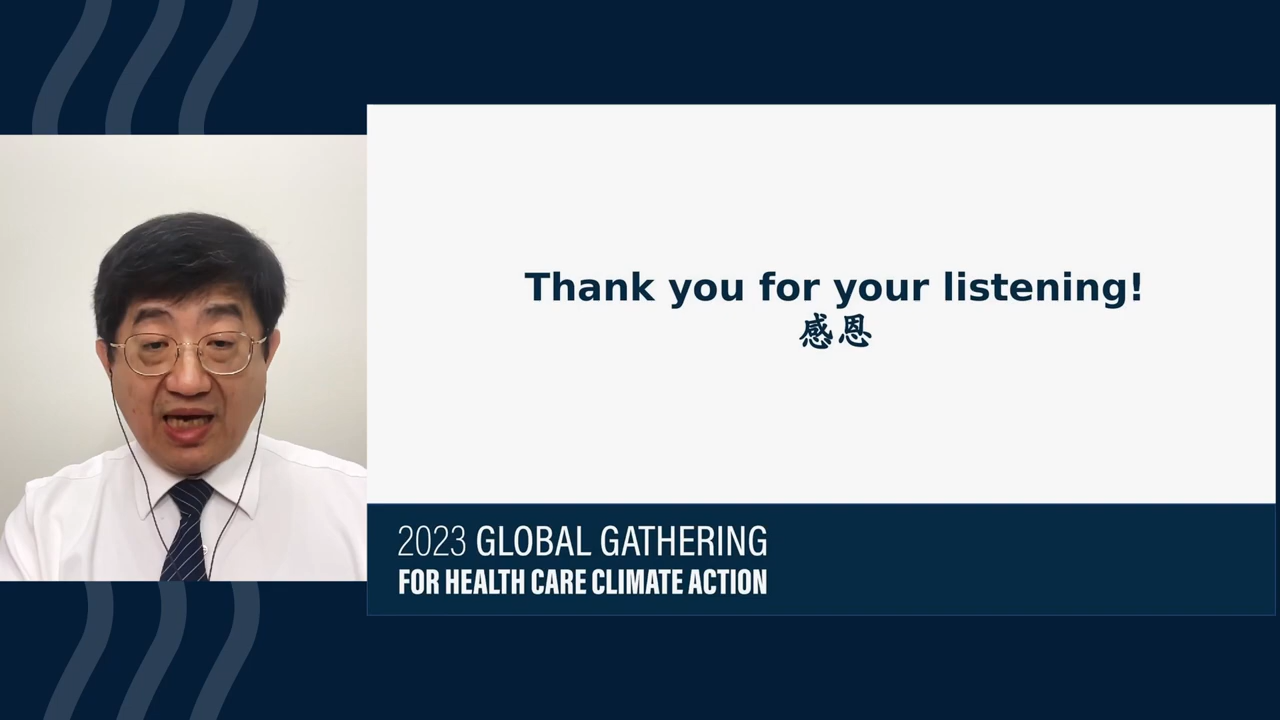 Thank you for your listening!
感恩
2023 GLOBAL GATHERING
FOR HEALTH CARE CLIMATE ACTION